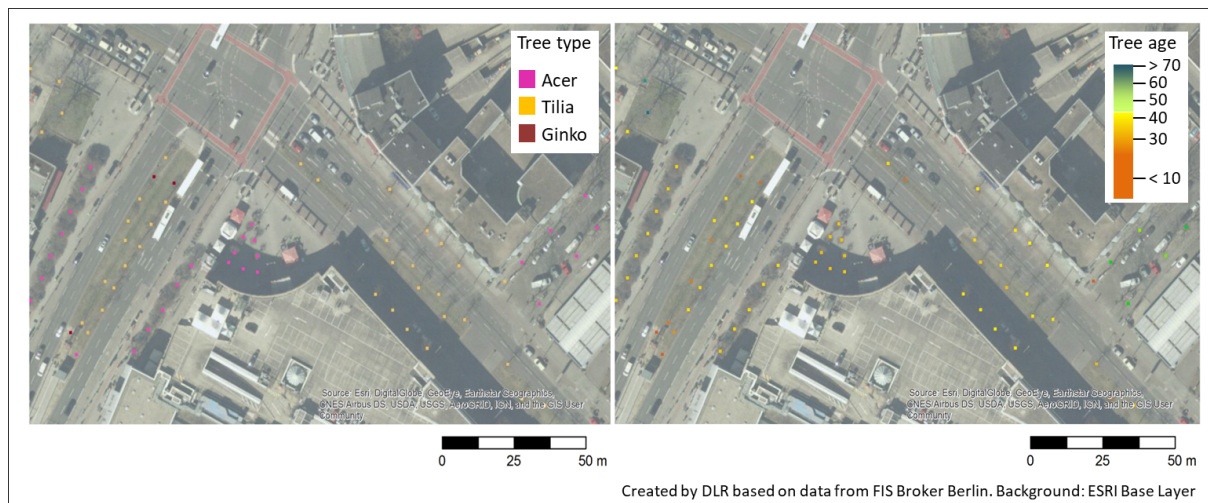 Tree type
Acer
Tilia
Ginko
Source: Esri, DigitalGlobe, GeoEye, Earthstar Geographics,
CNES/Airbus DS, USDA, USGS, AeroGRID, IGN, and the GIS User
Community
0 25 50 m
Tree age
> 70
60
50
40
30
< 10
Source: Esri, DigitalGlobe, GeoEye, Earthstar Geographics,
CNES/Airbus DS, USDA, USGS, AeroGRID, IGN, and the GIS User
Community
0 25 50 m
Created by DLR based on data from FIS Broker Berlin. Background: ESRI Base Layer